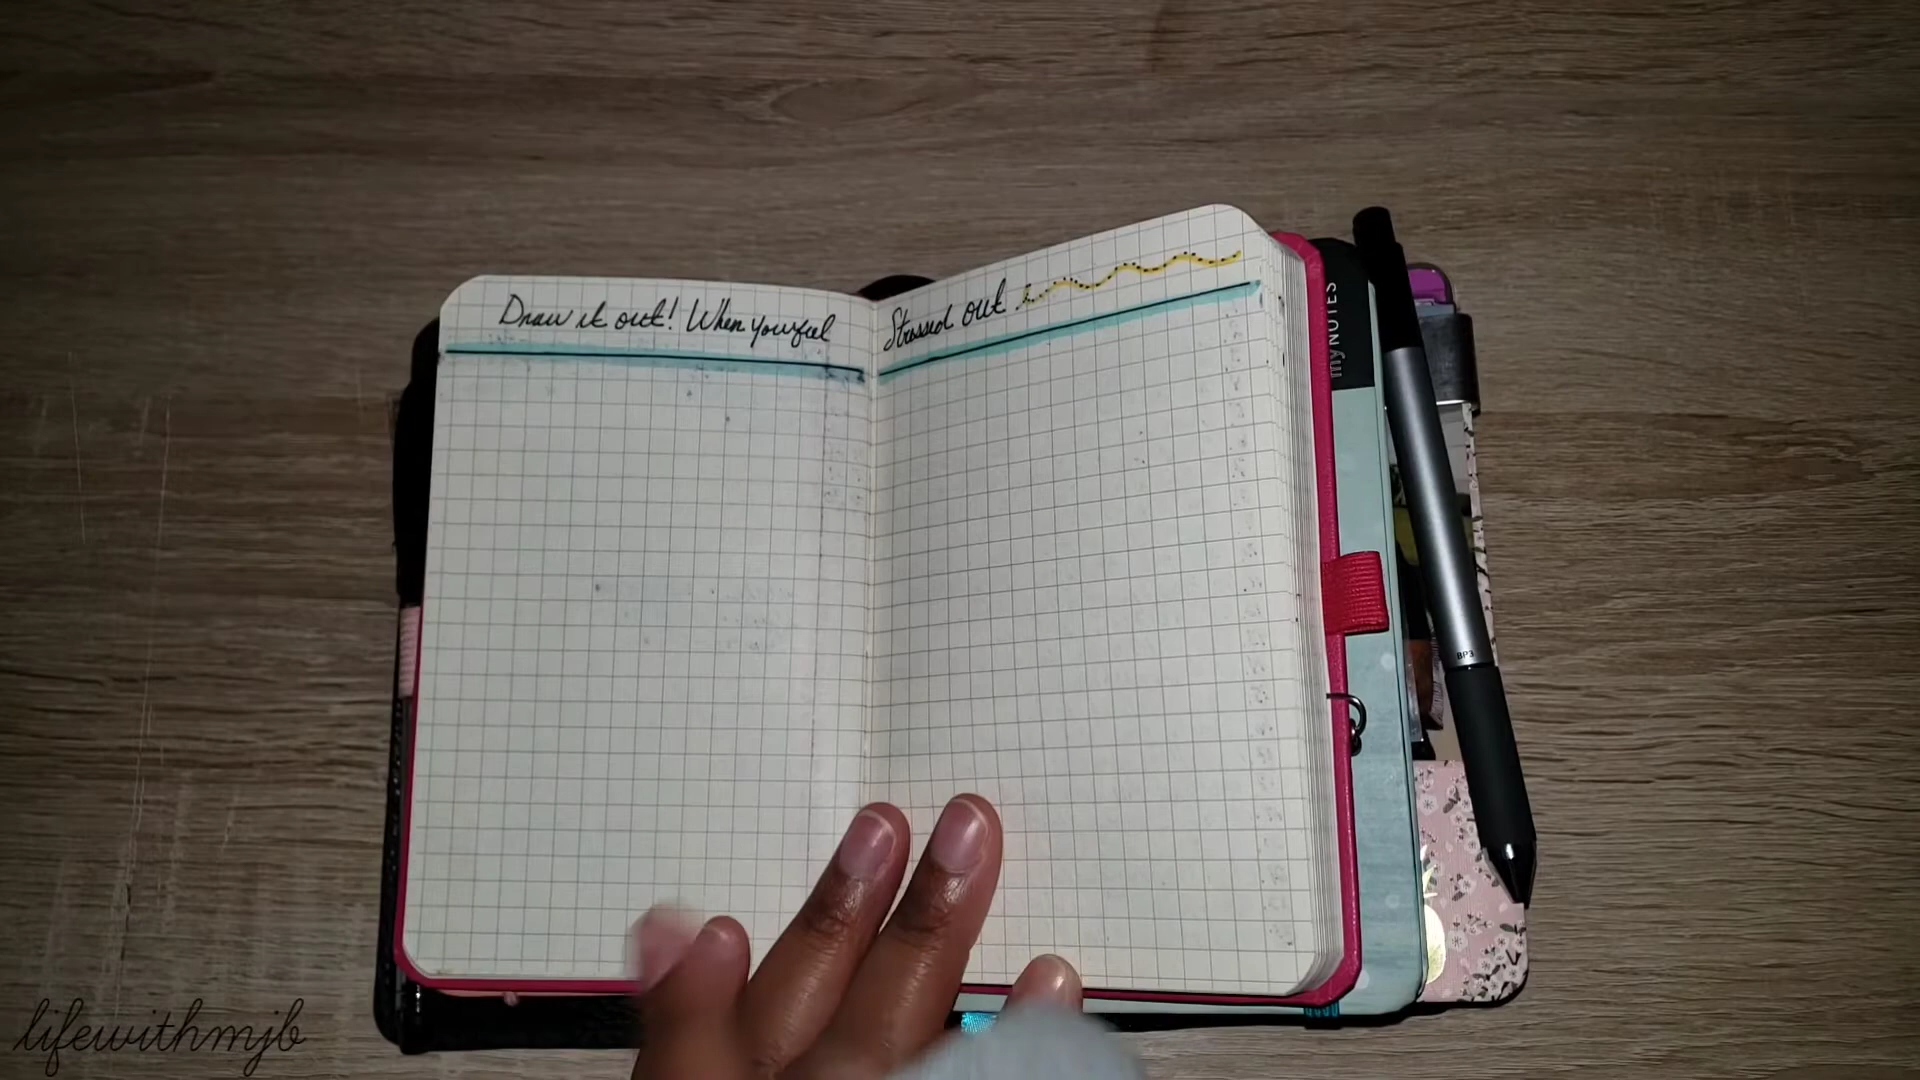 Draw it out! When you feel
Stressed out!
myNOTES
BP3
lifewithmjb